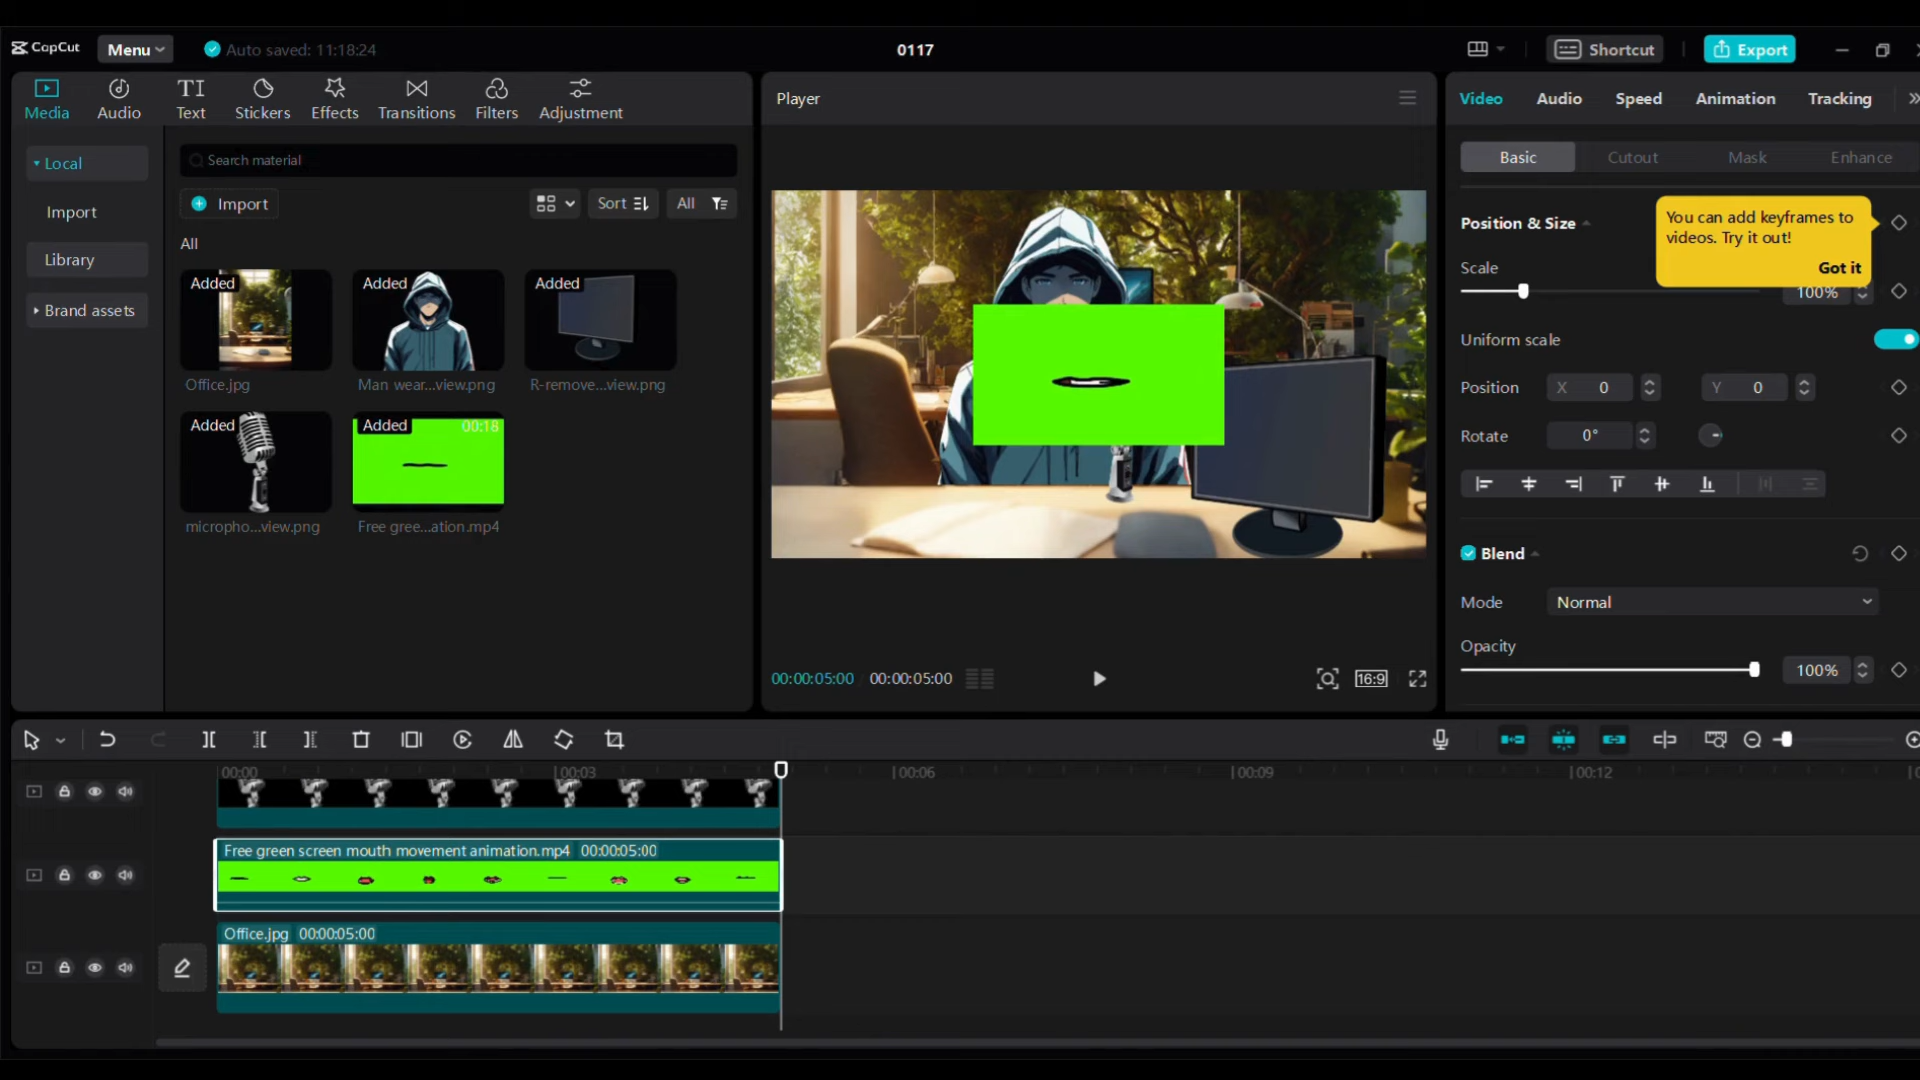 CapCut
Menu
Auto saved: 11:18:24
0117
Shortcut
Export
Media
Audio
Text
Stickers
Effects
Transitions
Filters
Adjustment
Local
Import
Library
Brand assets
Search material
Import
Sort
All
All
Added
Office.jpg
Added
Man wear...view.png
Added
R-remove...view.png
Added
micropho...view.png
Added
00:18
Free gree...ation.mp4
Player
00:00:05:00
00:00:05:00
16:9
Video
Audio
Speed
Animation
Tracking
Basic
Cutout
Mask
Enhance
Position & Size
You can add keyframes to
videos. Try it out!
Got it
Scale
100%
Uniform scale
Position
X 0
Y 0
Rotate
0°
Blend
Mode
Normal
Opacity
100%
00:00
00:03
00:06
00:09
00:12
Free green screen mouth movement animation.mp4 00:00:05:00
Office.jpg 00:00:05:00